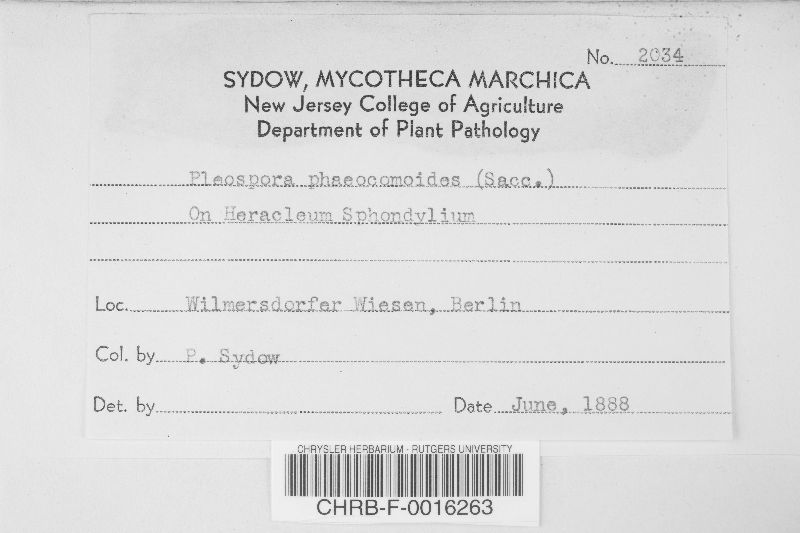 No. 2034
SYDOW, MYCOTHECA MARCHICA
New Jersey College of Agriculture
Department of Plant Pathology
Pleospora phaeocomoides (Sacc.)
On Heracleum Sphondylium
Loc. Wilmersdorfer Wiesen, Berlin
Col. by P. Sydow
Det. by Date June, 1888
CHRYSLER HERBARIUM - RUTGERS UNIVERSITY
CHRB-F-0016263